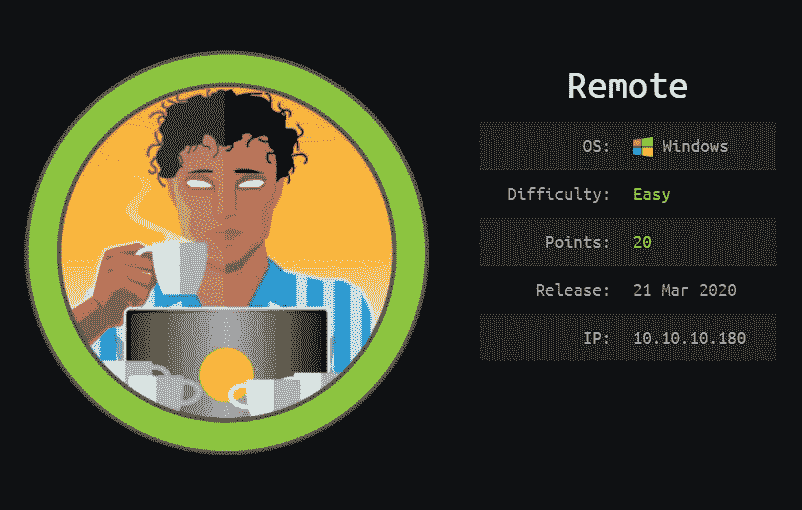 Remote
OS: Windows
Difficulty: Easy
Points: 20
Release: 21 Mar 2020
IP: 10.10.10.180